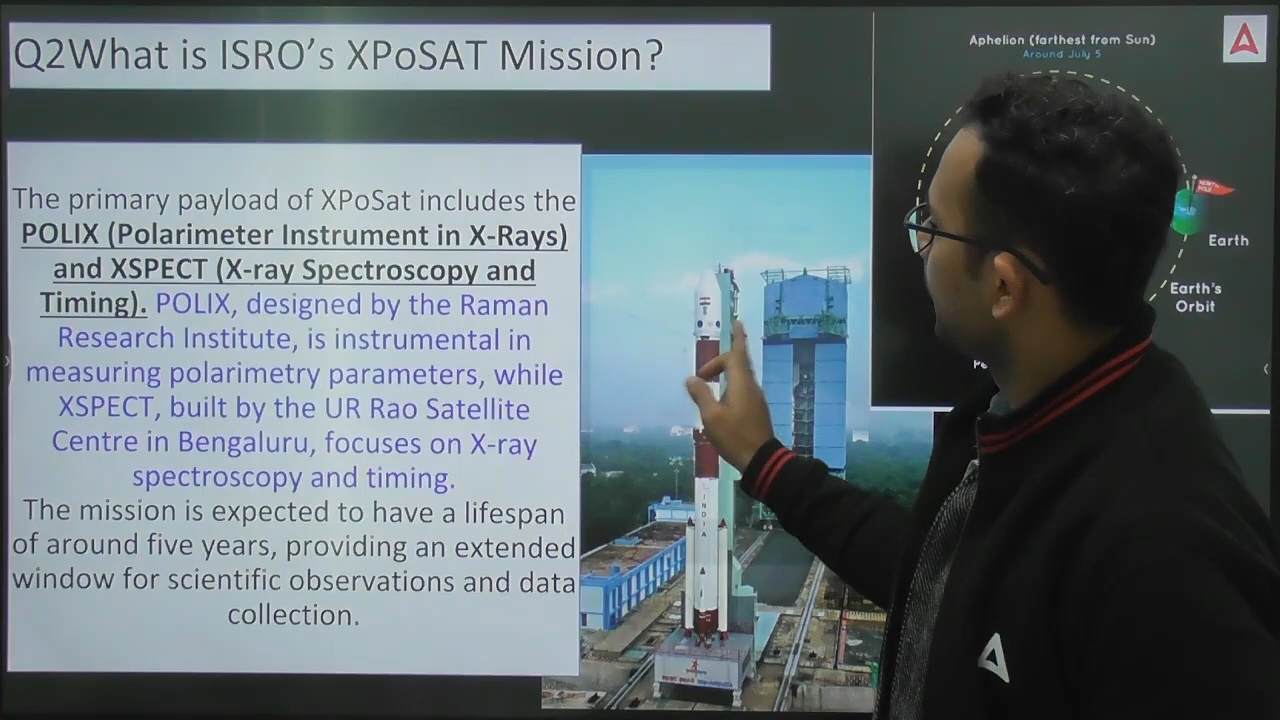 Q2What is ISRO’s XPoSAT Mission?
The primary payload of XPoSat includes the
POLIX (Polarimeter Instrument in X-Rays)
and XSPECT (X-ray Spectroscopy and
Timing). POLIX, designed by the Raman
Research Institute, is instrumental in
measuring polarimetry parameters, while
XSPECT, built by the UR Rao Satellite
Centre in Bengaluru, focuses on X-ray
spectroscopy and timing.
The mission is expected to have a lifespan
of around five years, providing an extended
window for scientific observations and data
collection.
INDIA
Aphelion (farthest from Sun)
Around July 5
NORTH
POLE
Earth
Earth's
Orbit